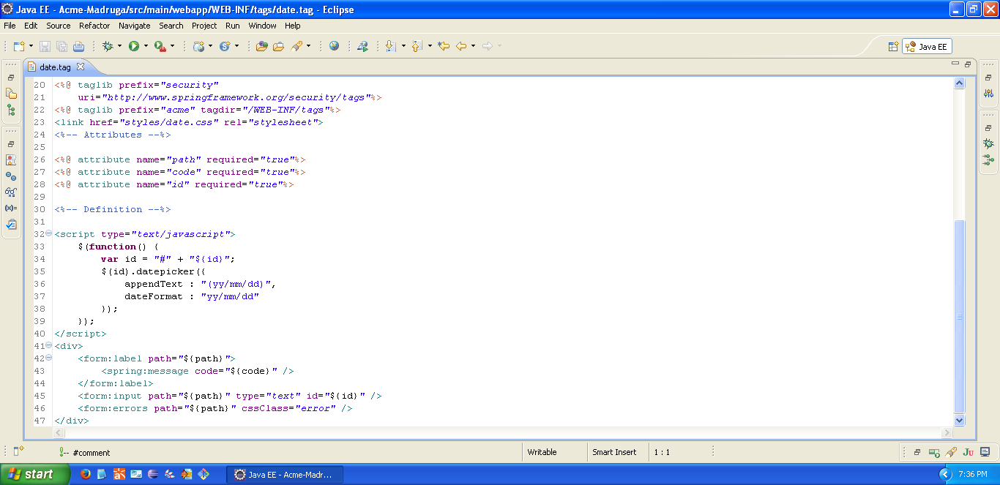 Java EE - Acme-Madruga/src/main/webapp/WEB-INF/tags/date.tag - Eclipse
File Edit Source Refactor Navigate Search Project Run Window Help
Java EE
date.tag
20 <%@ taglib prefix="security"
21     uri="http://www.springframework.org/security/tags"%>
22 <%@ taglib prefix="acme" tagdir="/WEB-INF/tags"%>
23 <link href="styles/date.css" rel="stylesheet">
24 <%-- Attributes --%>
25
26 <%@ attribute name="path" required="true"%>
27 <%@ attribute name="code" required="true"%>
28 <%@ attribute name="id" required="true"%>
29
30 <%-- Definition --%>
31
32 <script type="text/javascript">
33     $(function() {
34         var id = "#" + "${id}";
35         $(id).datepicker({
36             appendText : "(yy/mm/dd)",
37             dateFormat : "yy/mm/dd"
38         });
39     });
40 </script>
41 <div>
42     <form:label path="${path}">
43         <spring:message code="${code}" />
44     </form:label>
45     <form:input path="${path}" type="text" id="${id}" />
46     <form:errors path="${path}" cssClass="error" />
47 </div>
(x)=
#comment Writable Smart Insert 1 : 1 Ju
start Java EE - Acme-Madr... 7:36 PM